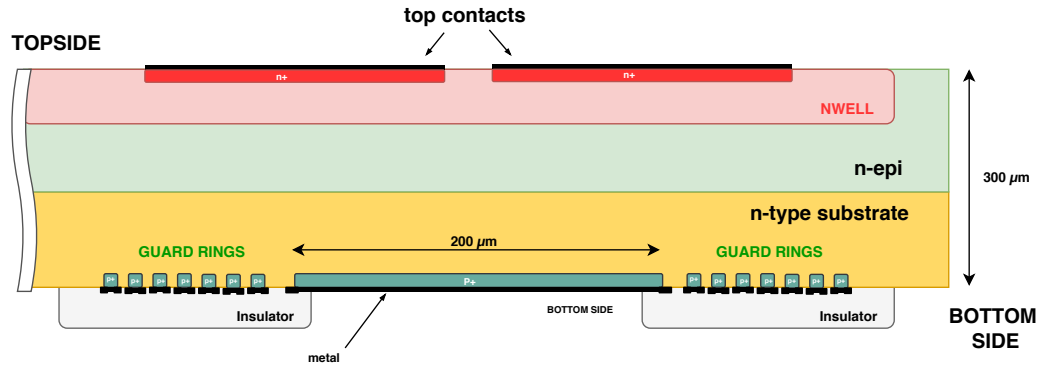 top contacts
TOPSIDE
n+
n+
NWELL
n-epi
300 µm
n-type substrate
200 µm
GUARD RINGS
GUARD RINGS
p+ p+ p+ p+ p+ p+ p+
P+
p+ p+ p+ p+ p+ p+ p+
Insulator
BOTTOM SIDE
Insulator
BOTTOM
SIDE
metal